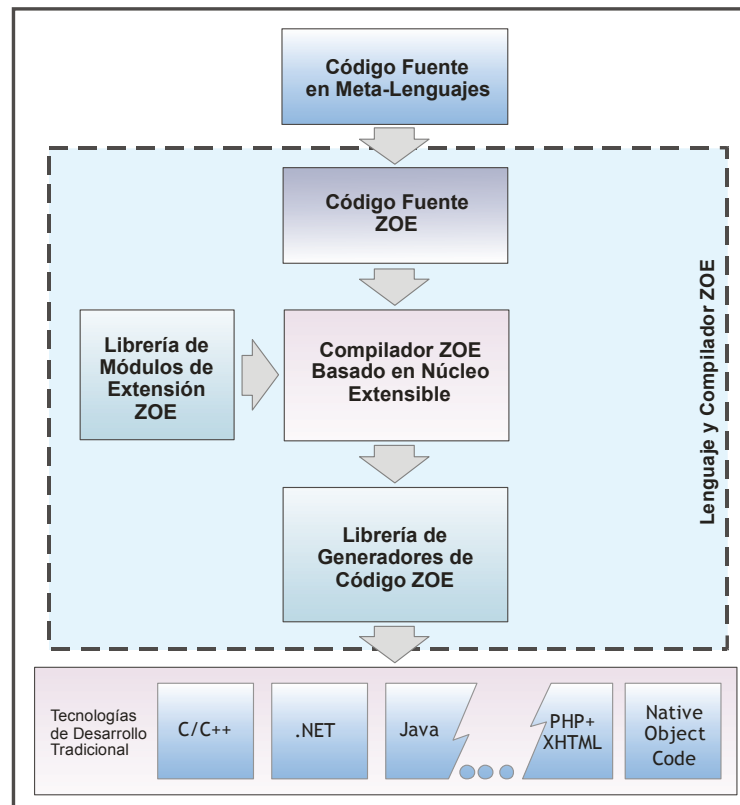 Código Fuente
en Meta-Lenguajes
Código Fuente
ZOE
Librería de
Módulos de
Extensión
ZOE
Compilador ZOE
Basado en Núcleo
Extensible
Lenguaje y Compilador ZOE
Librería de
Generadores de
Código ZOE
Tecnologías
de Desarrollo
Tradicional
C/C++
.NET
Java
PHP+
XHTML
Native
Object
Code